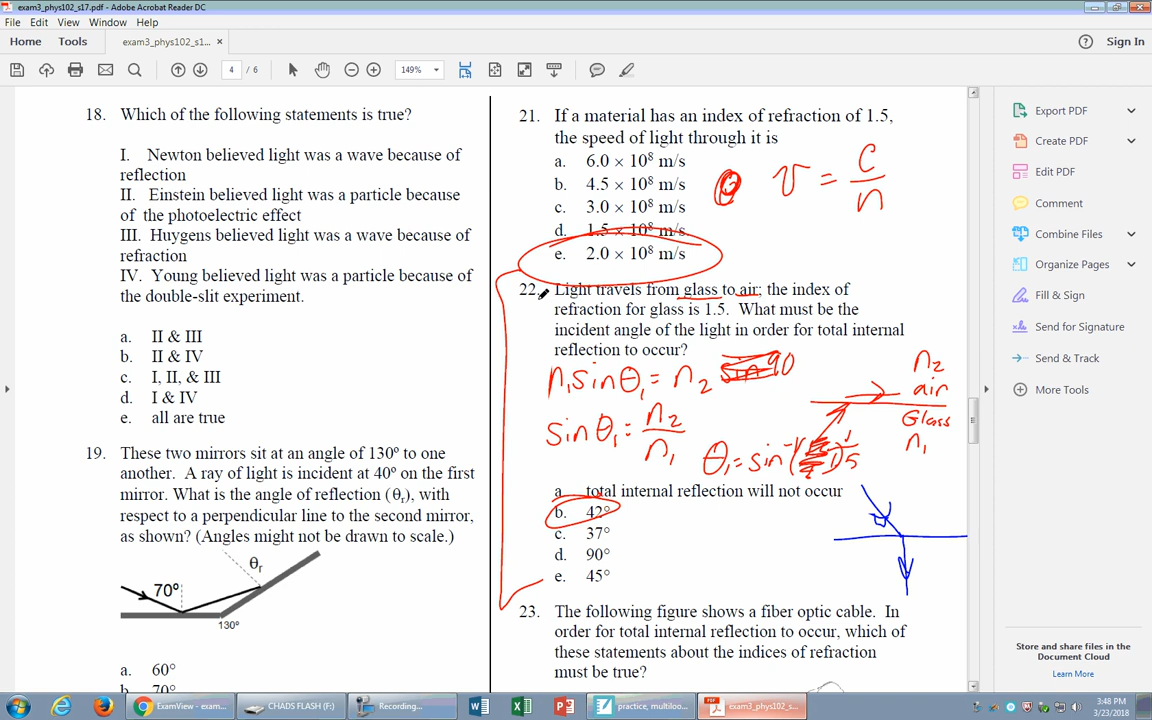 exam3_phys102_s17.pdf - Adobe Acrobat Reader DC
File Edit View Window Help
Home Tools exam3_phys102_s1... × Sign In
4 / 6 149%
18. Which of the following statements is true?
I. Newton believed light was a wave because of
reflection
II. Einstein believed light was a particle because
of the photoelectric effect
III. Huygens believed light was a wave because of
refraction
IV. Young believed light was a particle because of
the double-slit experiment.
a. II & III
b. II & IV
c. I, II, & III
d. I & IV
e. all are true
19. These two mirrors sit at an angle of 130º to one
another. A ray of light is incident at 40º on the first
mirror. What is the angle of reflection (θr), with
respect to a perpendicular line to the second mirror,
as shown? (Angles might not be drawn to scale.)
θr
70º
130º
a. 60°
b. 70°
21. If a material has an index of refraction of 1.5,
the speed of light through it is
a. 6.0 × 10⁸ m/s
b. 4.5 × 10⁸ m/s
c. 3.0 × 10⁸ m/s
d. 1.5 × 10⁸ m/s
e. 2.0 × 10⁸ m/s
v = c/n
22. Light travels from glass to air; the index of
refraction for glass is 1.5. What must be the
incident angle of the light in order for total internal
reflection to occur?
n₁sinθ₁ = n₂ sin 90
sinθ₁ = n₂/n₁
n₂
air
Glass
n₁
a. total internal reflection will not occur
b. 42°
c. 37°
d. 90°
e. 45°
23. The following figure shows a fiber optic cable. In
order for total internal reflection to occur, which of
these statements about the indices of refraction
must be true?
Export PDF
Create PDF
Edit PDF
Comment
Combine Files
Organize Pages
Fill & Sign
Send for Signature
Send & Track
More Tools
Store and share files in the
Document Cloud
Learn More
ExamView - exam...
CHADS FLASH (F:)
Recording...
practice, multiloo...
exam3_phys102_s...
3:48 PM
3/23/2018